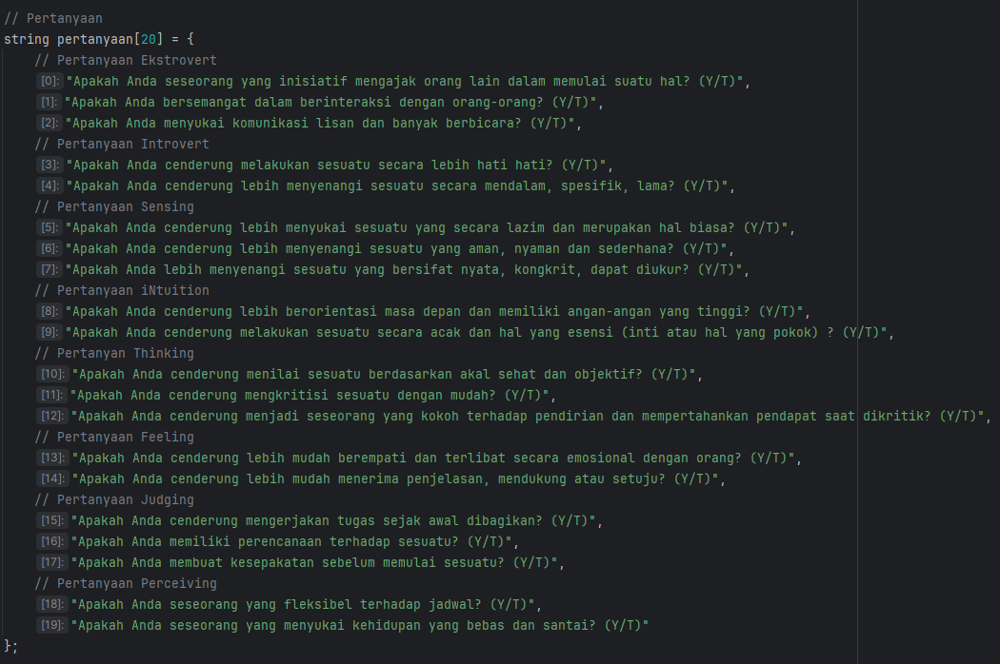 // Pertanyaan
string pertanyaan[20] = {
// Pertanyaan Ekstrovert
[0]: "Apakah Anda seseorang yang inisiatif mengajak orang lain dalam memulai suatu hal? (Y/T)",
[1]: "Apakah Anda bersemangat dalam berinteraksi dengan orang-orang? (Y/T)",
[2]: "Apakah Anda menyukai komunikasi lisan dan banyak berbicara? (Y/T)",
// Pertanyaan Introvert
[3]: "Apakah Anda cenderung melakukan sesuatu secara lebih hati hati? (Y/T)",
[4]: "Apakah Anda cenderung lebih menyenangi sesuatu secara mendalam, spesifik, lama? (Y/T)",
// Pertanyaan Sensing
[5]: "Apakah Anda cenderung lebih menyukai sesuatu yang secara lazim dan merupakan hal biasa? (Y/T)",
[6]: "Apakah Anda cenderung lebih menyenangi sesuatu yang aman, nyaman dan sederhana? (Y/T)",
[7]: "Apakah Anda lebih menyenangi sesuatu yang bersifat nyata, kongkrit, dapat diukur? (Y/T)",
// Pertanyaan iNtuition
[8]: "Apakah Anda cenderung lebih berorientasi masa depan dan memiliki angan-angan yang tinggi? (Y/T)",
[9]: "Apakah Anda cenderung melakukan sesuatu secara acak dan hal yang esensi (inti atau hal yang pokok) ? (Y/T)",
// Pertanyan Thinking
[10]: "Apakah Anda cenderung menilai sesuatu berdasarkan akal sehat dan objektif? (Y/T)",
[11]: "Apakah Anda cenderung mengkritisi sesuatu dengan mudah? (Y/T)",
[12]: "Apakah Anda cenderung menjadi seseorang yang kokoh terhadap pendirian dan mempertahankan pendapat saat dikritik? (Y/T)",
// Pertanyaan Feeling
[13]: "Apakah Anda cenderung lebih mudah berempati dan terlibat secara emosional dengan orang? (Y/T)",
[14]: "Apakah Anda cenderung lebih mudah menerima penjelasan, mendukung atau setuju? (Y/T)",
// Pertanyaan Judging
[15]: "Apakah Anda cenderung mengerjakan tugas sejak awal dibagikan? (Y/T)",
[16]: "Apakah Anda memiliki perencanaan terhadap sesuatu? (Y/T)",
[17]: "Apakah Anda membuat kesepakatan sebelum memulai sesuatu? (Y/T)",
// Pertanyaan Perceiving
[18]: "Apakah Anda seseorang yang fleksibel terhadap jadwal? (Y/T)",
[19]: "Apakah Anda seseorang yang menyukai kehidupan yang bebas dan santai? (Y/T)"
};